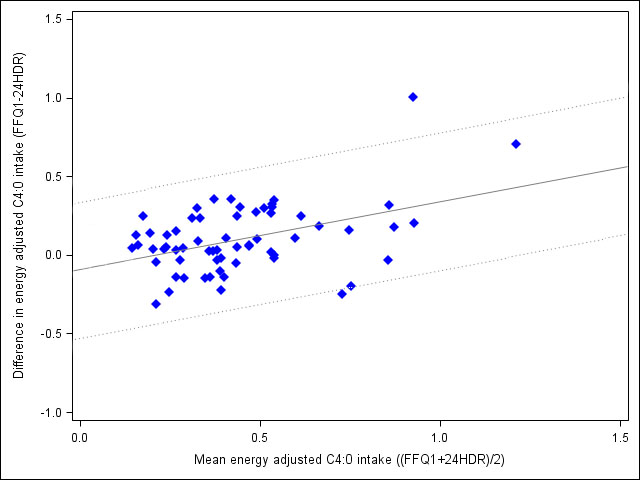 1.5
1.0
0.5
0.0
-0.5
-1.0
Difference in energy adjusted C4:0 intake (FFQ1-24HDR)
0.0 0.5 1.0 1.5
Mean energy adjusted C4:0 intake ((FFQ1+24HDR)/2)